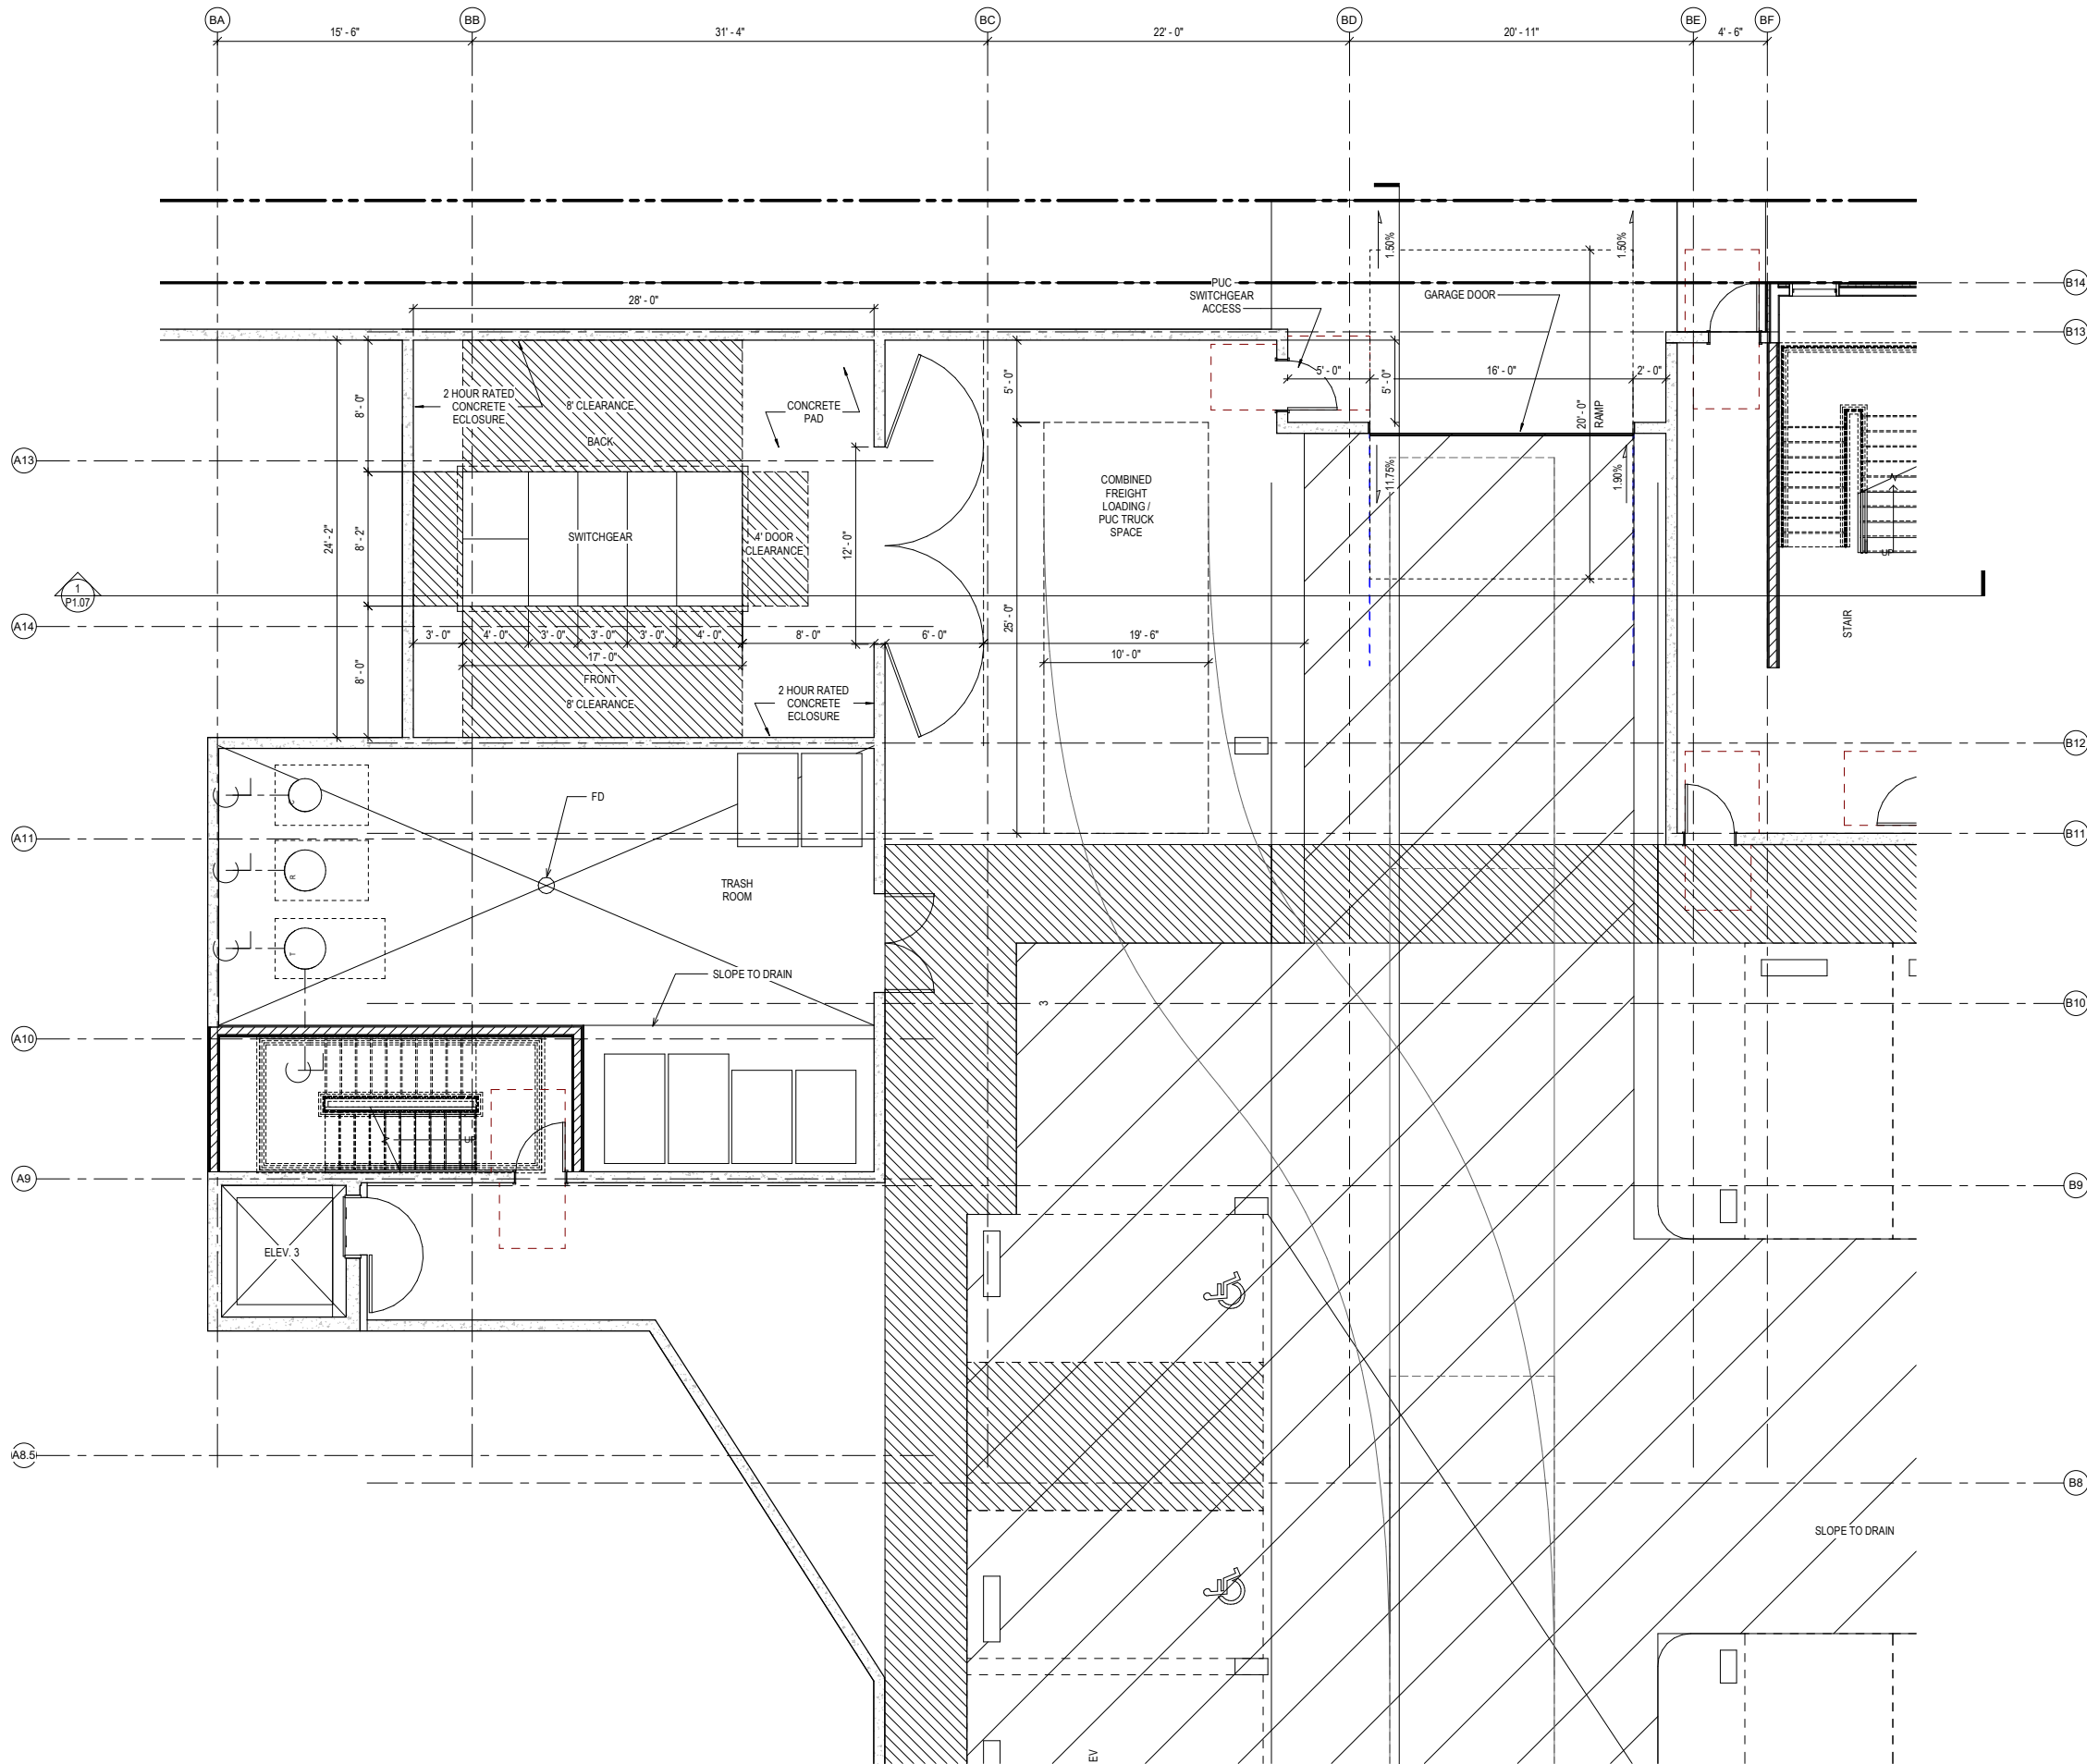 BA
BB
BC
BD
BE
BF
15' - 6"
31' - 4"
22' - 0"
20' - 11"
4' - 6"
1.50%
1.50%
B14
PUC
SWITCHGEAR
ACCESS
GARAGE DOOR
28' - 0"
B13
5' - 0"
5' - 0"
5' - 0"
16' - 0"
2' - 0"
20' - 0"
RAMP
8' - 0"
2 HOUR RATED
CONCRETE
ECLOSURE
8' CLEARANCE
BACK
CONCRETE
PAD
A13
11.75%
1.90%
COMBINED
FREIGHT
LOADING /
PUC TRUCK
SPACE
24' - 2"
8' - 2"
SWITCHGEAR
4' DOOR
CLEARANCE
12' - 0"
UP
1
P1.07
A14
25' - 0"
STAIR
3' - 0"
4' - 0"
3' - 0"
3' - 0"
3' - 0"
4' - 0"
8' - 0"
6' - 0"
19' - 6"
17' - 0"
10' - 0"
8' - 0"
FRONT
8' CLEARANCE
2 HOUR RATED
CONCRETE
ECLOSURE
B12
FD
A11
B11
R
TRASH
ROOM
T
SLOPE TO DRAIN
3
B10
A10
UP
A9
B9
ELEV. 3
A8.5
B8
SLOPE TO DRAIN
EV